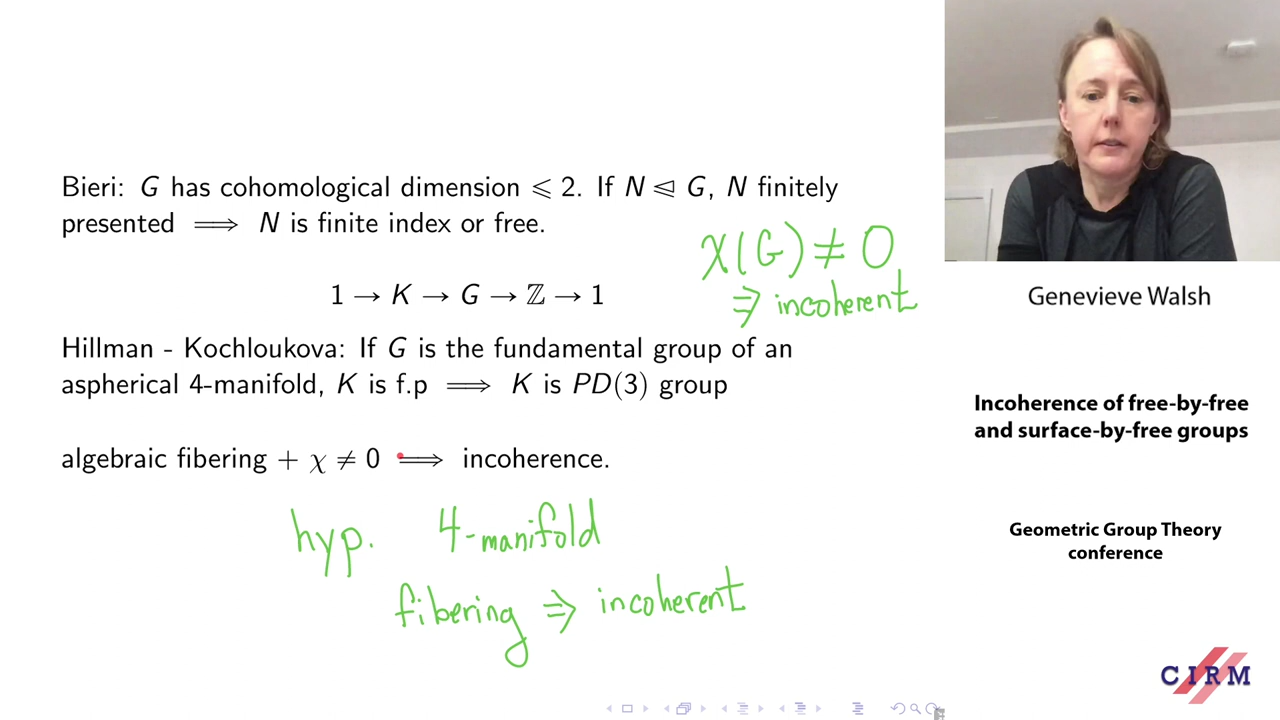 Bieri: G has cohomological dimension ⩽ 2. If N ⊲ G, N finitely
presented ⟹ N is finite index or free.
χ(G) ≠ 0
⇒ incoherent
1 → K → G → ℤ → 1
Hillman - Kochloukova: If G is the fundamental group of an
aspherical 4-manifold, K is f.p ⟹ K is PD(3) group
algebraic fibering + χ ≠ 0 ⟹ incoherence.
hyp. 4-manifold
fibering ⇒ incoherent
Genevieve Walsh
Incoherence of free-by-free
and surface-by-free groups
Geometric Group Theory
conference
CIRM